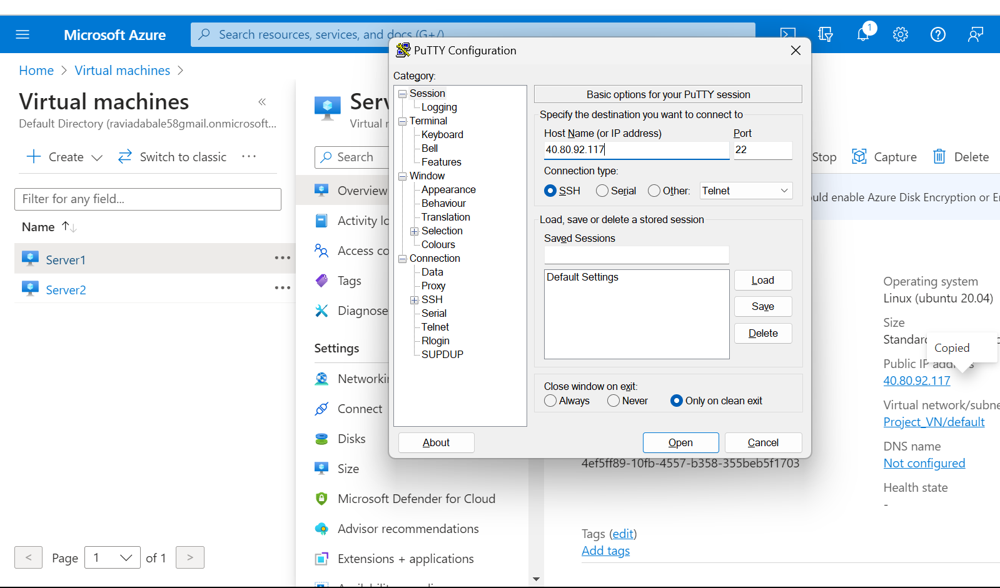 Microsoft Azure
Search resources, services, and docs (G+/)
1
Home > Virtual machines >
Virtual machines
Default Directory (raviadabale58gmail.onmicrosoft...
Create
Switch to classic
Filter for any field...
Name
Server1
Server2
< Page 1 of 1 >
Virtual
Search
Overview
Activity
Access
Tags
Diagnose
Settings
Connect
Disks
Size
Microsoft Defender for Cloud
Advisor recommendations
Extensions + applications
PuTTY Configuration
Category:
Session
Logging
Terminal
Keyboard
Bell
Features
Window
Appearance
Behaviour
Translation
Selection
Colours
Connection
Data
Proxy
SSH
Serial
Telnet
Rlogin
SUPDUP
Basic options for your PuTTY session
Specify the destination you want to connect to
Host Name (or IP address) Port
40.80.92.117 22
Connection type:
SSH Serial Other: Telnet
Load, save or delete a stored session
Saved Sessions
Default Settings
Load
Save
Delete
Close window on exit:
Always Never Only on clean exit
About Open Cancel
Stop Capture Delete
enable Azure Disk Encryption or
Operating system
Linux (ubuntu 20.04)
Size
Copied
Public IP address
40.80.92.117
Virtual network/subne
Project_VN/default
DNS name
Not configured
Health state
-
4ef5ff89-10fb-4557-b358-355beb5f1703
Tags (edit)
Add tags